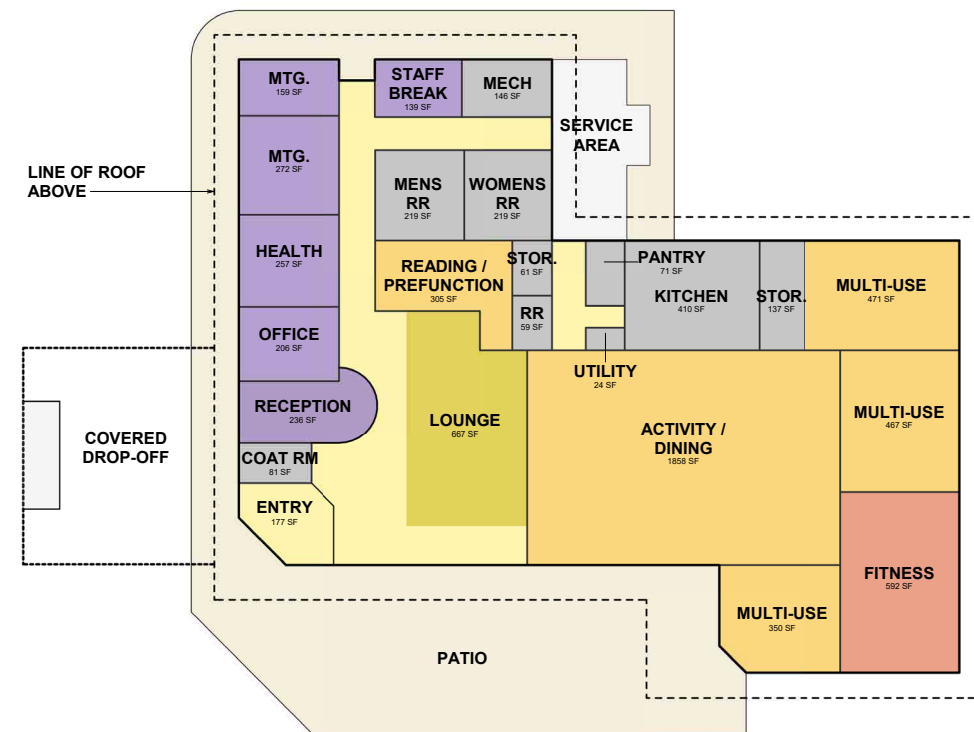 MTG.
159 SF
STAFF
BREAK
139 SF
MECH
146 SF
SERVICE
AREA
MTG.
272 SF
LINE OF ROOF
ABOVE
MENS
RR
219 SF
WOMENS
RR
219 SF
HEALTH
257 SF
READING /
PREFUNCTION
305 SF
STOR.
61 SF
PANTRY
71 SF
KITCHEN
410 SF
STOR.
137 SF
MULTI-USE
471 SF
OFFICE
206 SF
RR
59 SF
UTILITY
24 SF
RECEPTION
236 SF
LOUNGE
667 SF
ACTIVITY /
DINING
1858 SF
MULTI-USE
467 SF
COVERED
DROP-OFF
COAT RM
81 SF
ENTRY
177 SF
FITNESS
592 SF
MULTI-USE
350 SF
PATIO